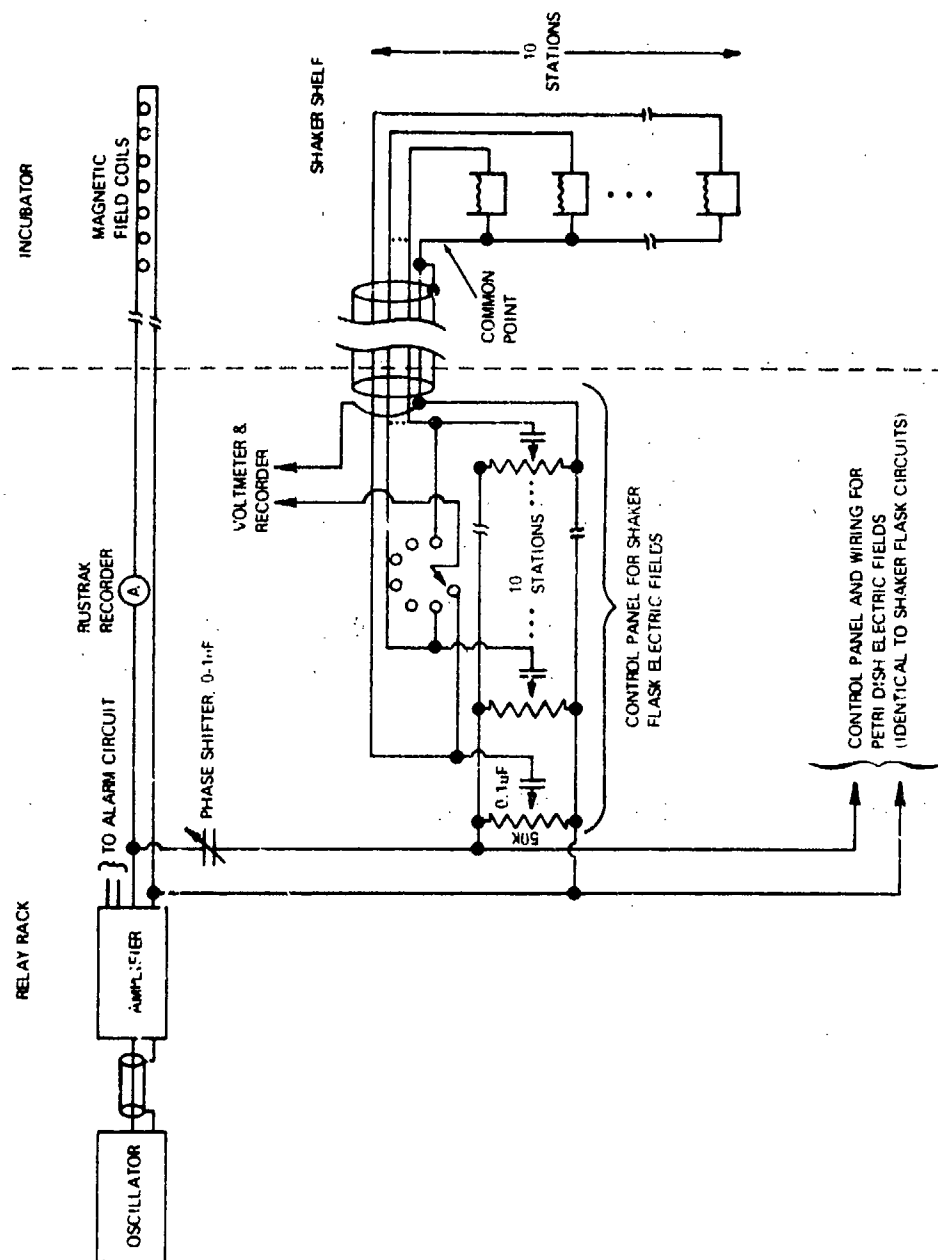 RELAY RACK
INCUBATOR
OSCILLATOR
AMPLIFIER
TO ALARM CIRCUIT
RUSTRAK
RECORDER
A
MAGNETIC
FIELD COILS
PHASE SHIFTER, 0-1uF
VOLTMETER &
RECORDER
SHAKER SHELF
10
STATIONS
COMMON
POINT
50K
0.1uF
10
STATIONS
CONTROL PANEL FOR SHAKER
FLASK ELECTRIC FIELDS
CONTROL PANEL AND WIRING FOR
PETRI DISH ELECTRIC FIELDS
(IDENTICAL TO SHAKER FLASK CIRCUITS)